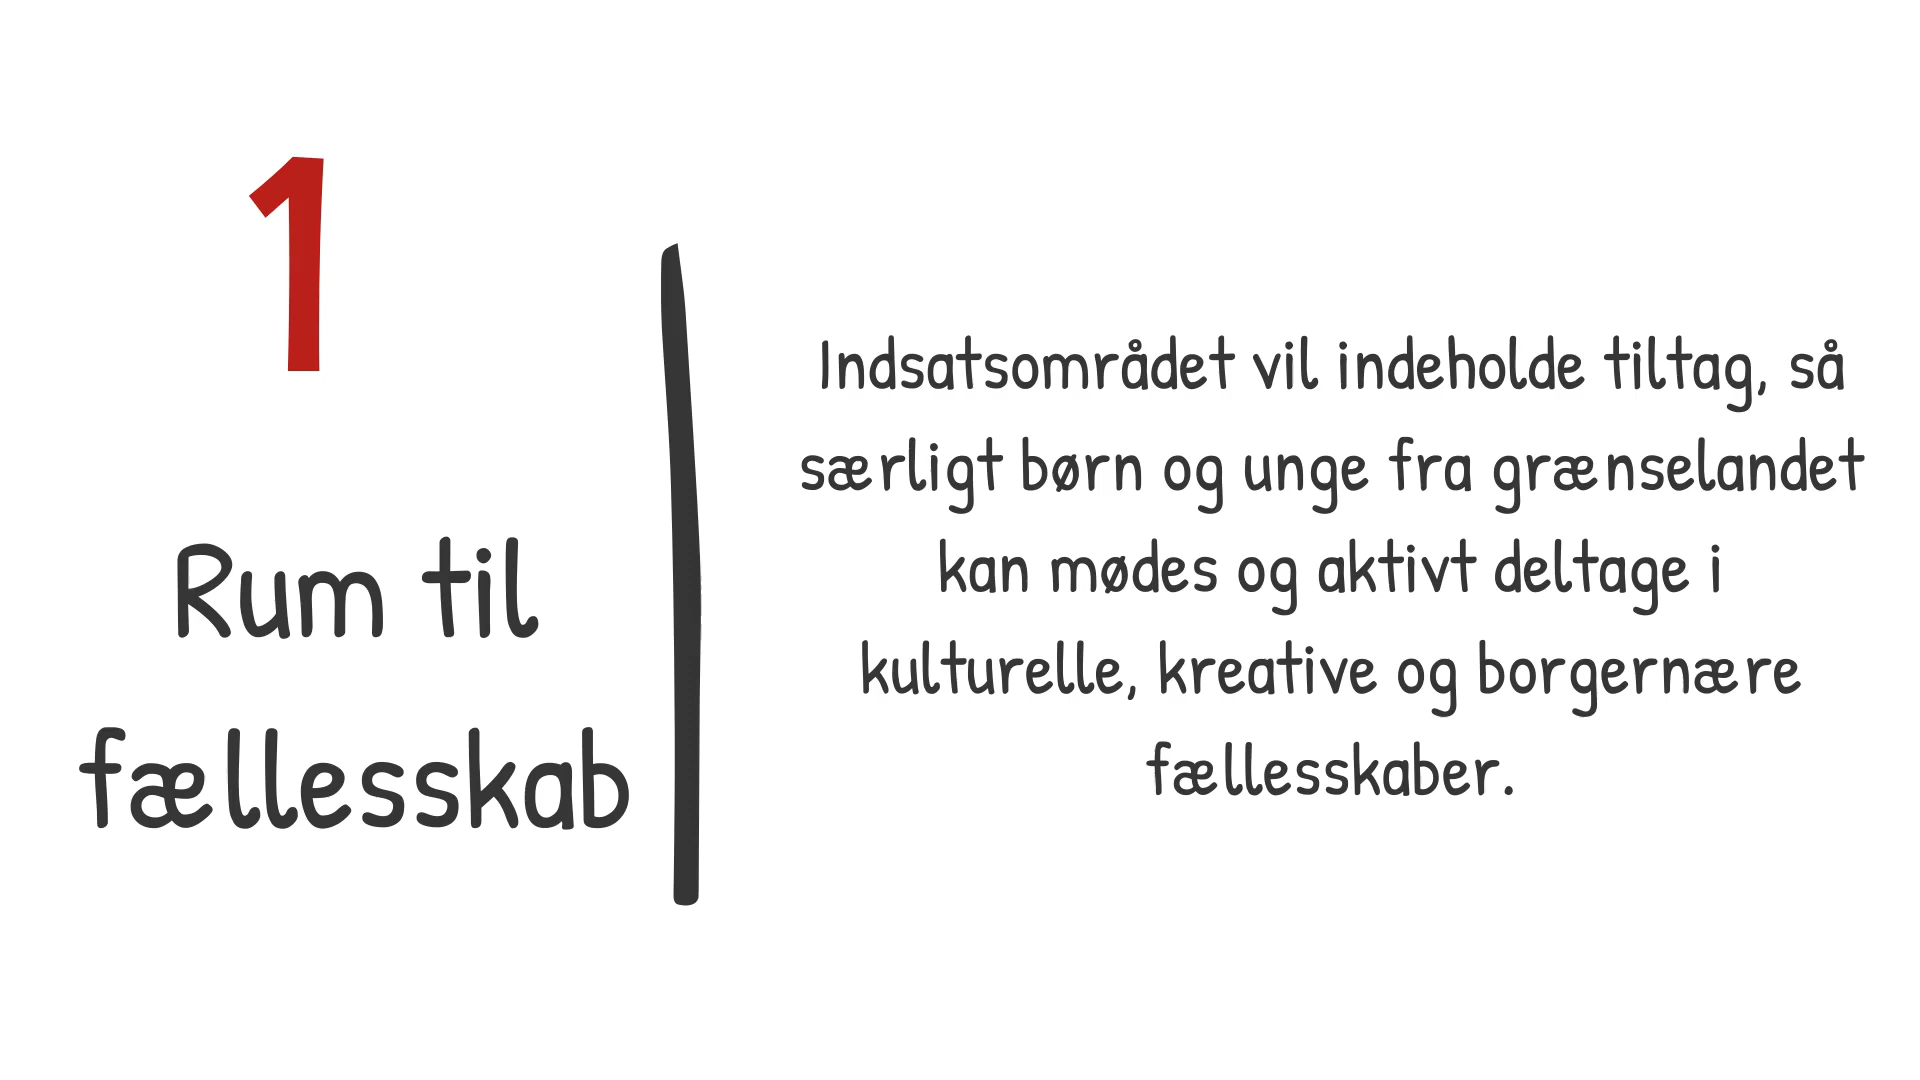 1
Rum til
fællesskab
Indsatsområdet vil indeholde tiltag, så
særligt børn og unge fra grænselandet
kan mødes og aktivt deltage i
kulturelle, kreative og borgernære
fællesskaber.